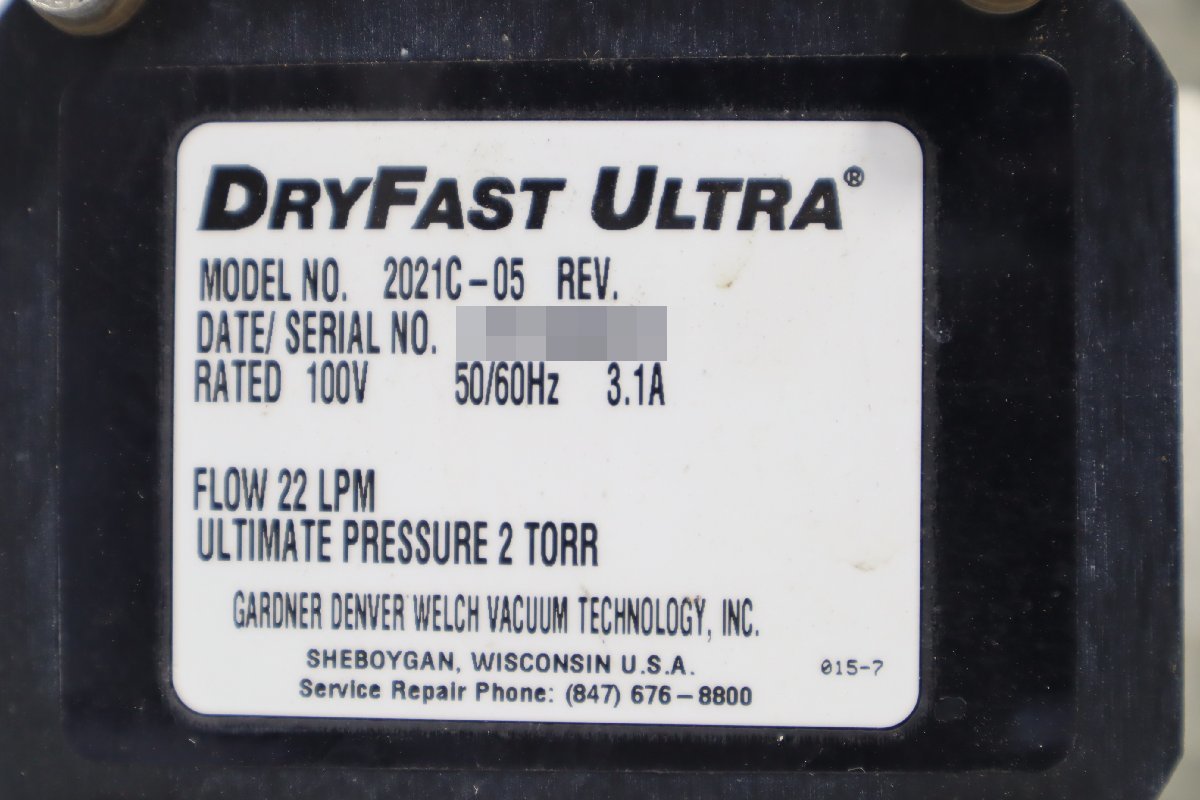 DRYFAST ULTRA®
MODEL NO. 2021C-05 REV.
DATE/ SERIAL NO.
RATED 100V 50/60Hz 3.1A
FLOW 22 LPM
ULTIMATE PRESSURE 2 TORR
GARDNER DENVER WELCH VACUUM TECHNOLOGY, INC.
SHEBOYGAN, WISCONSIN U.S.A. 015-7
Service Repair Phone: (847) 676-8800